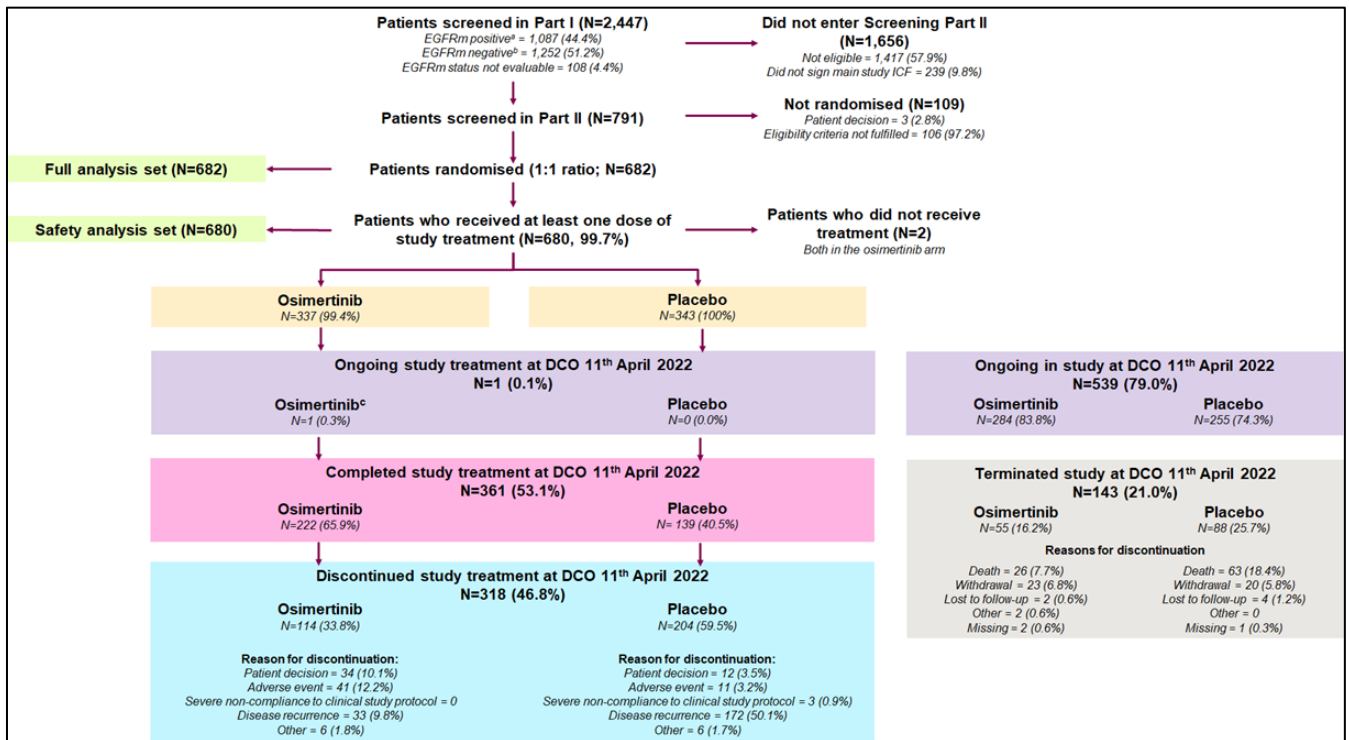 Patients screened in Part I (N=2,447)
EGFRm positiveᵃ = 1,087 (44.4%)
EGFRm negativeᵇ = 1,252 (51.2%)
EGFRm status not evaluable = 108 (4.4%)
Did not enter Screening Part II
(N=1,656)
Not eligible = 1,417 (57.9%)
Did not sign main study ICF = 239 (9.8%)
Patients screened in Part II (N=791)
Not randomised (N=109)
Patient decision = 3 (2.8%)
Eligibility criteria not fulfilled = 106 (97.2%)
Full analysis set (N=682)
Patients randomised (1:1 ratio; N=682)
Safety analysis set (N=680)
Patients who received at least one dose of
study treatment (N=680, 99.7%)
Patients who did not receive
treatment (N=2)
Both in the osimertinib arm
Osimertinib
N=337 (99.4%)
Placebo
N=343 (100%)
Ongoing study treatment at DCO 11th April 2022
N=1 (0.1%)
Osimertinibᶜ
N=1 (0.3%)
Placebo
N=0 (0.0%)
Ongoing in study at DCO 11th April 2022
N=539 (79.0%)
Osimertinib
N=284 (83.8%)
Placebo
N=255 (74.3%)
Completed study treatment at DCO 11th April 2022
N=361 (53.1%)
Osimertinib
N=222 (65.9%)
Placebo
N= 139 (40.5%)
Terminated study at DCO 11th April 2022
N=143 (21.0%)
Osimertinib
N=55 (16.2%)
Placebo
N=88 (25.7%)
Reasons for discontinuation
Death = 26 (7.7%)
Withdrawal = 23 (6.8%)
Lost to follow-up = 2 (0.6%)
Other = 2 (0.6%)
Missing = 2 (0.6%)
Death = 63 (18.4%)
Withdrawal = 20 (5.8%)
Lost to follow-up = 4 (1.2%)
Other = 0
Missing = 1 (0.3%)
Discontinued study treatment at DCO 11th April 2022
N=318 (46.8%)
Osimertinib
N=114 (33.8%)
Placebo
N=204 (59.5%)
Reason for discontinuation:
Patient decision = 34 (10.1%)
Adverse event = 41 (12.2%)
Severe non-compliance to clinical study protocol = 0
Disease recurrence = 33 (9.8%)
Other = 6 (1.8%)
Reason for discontinuation:
Patient decision = 12 (3.5%)
Adverse event = 11 (3.2%)
Severe non-compliance to clinical study protocol = 3 (0.9%)
Disease recurrence = 172 (50.1%)
Other = 6 (1.7%)